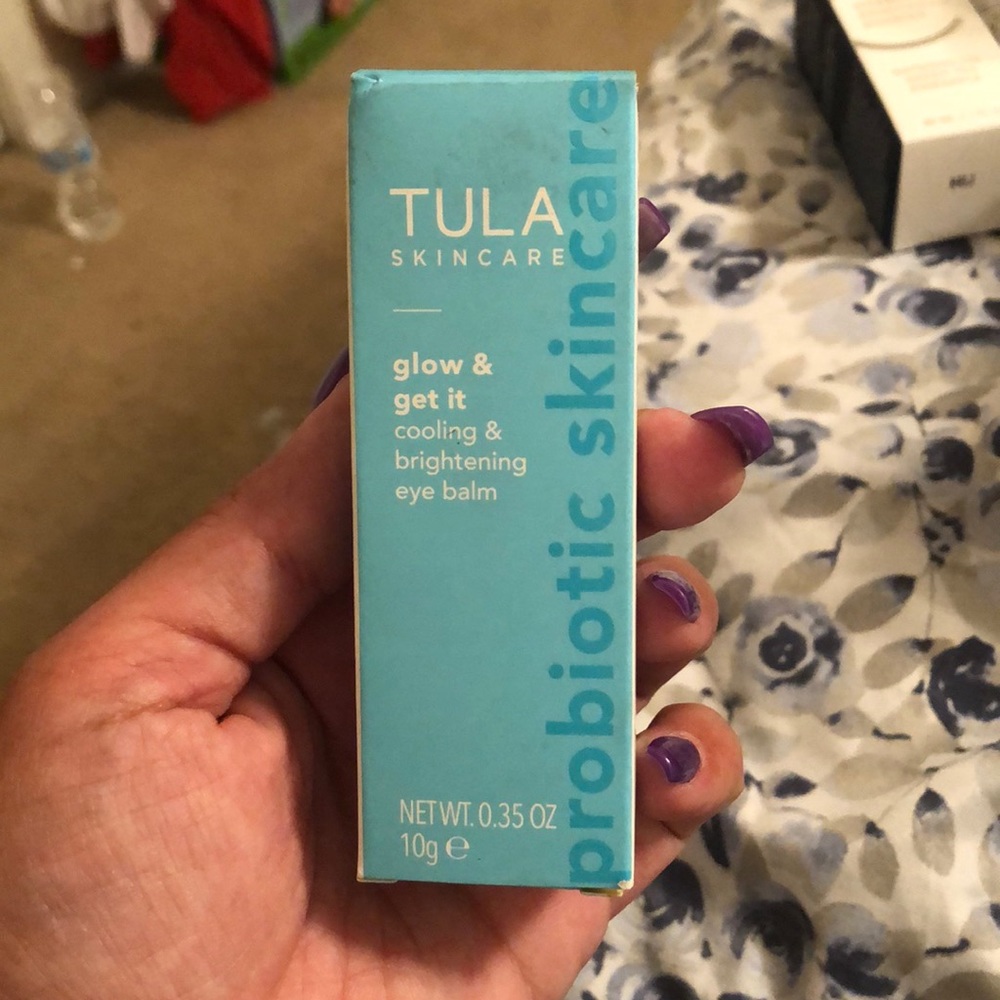 TULA
SKINCARE
glow &
get it
cooling &
brightening
eye balm
NET WT. 0.35 OZ
10g ℮
probiotic skincare